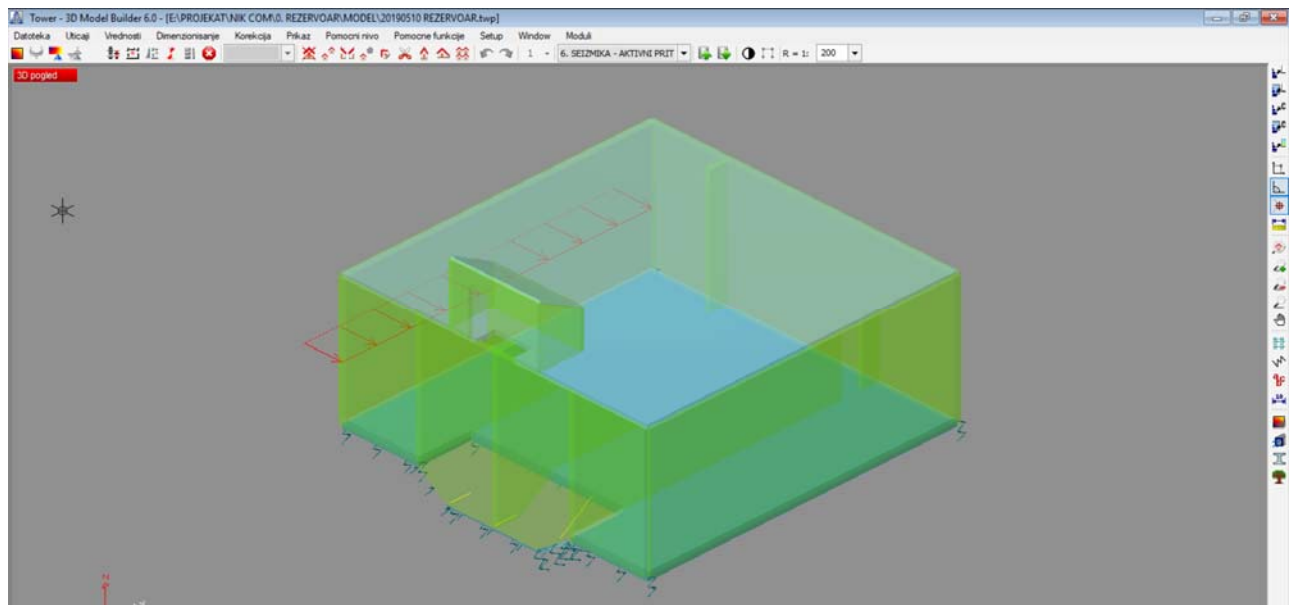 Tower - 3D Model Builder 6.0 - [E:\PROJEKAT\NIK COM\0. REZERVOAR\MODEL\20190510 REZERVOAR.twp]
Datoteka Uticaji Vrednosti Dimenzionisanje Korekcija Prikaz Pomocni nivo Pomocne funkcije Setup Window Moduli
1 6. SEIZMIKA - AKTIVNI PRIT R = 1: 200
3D pogled
z